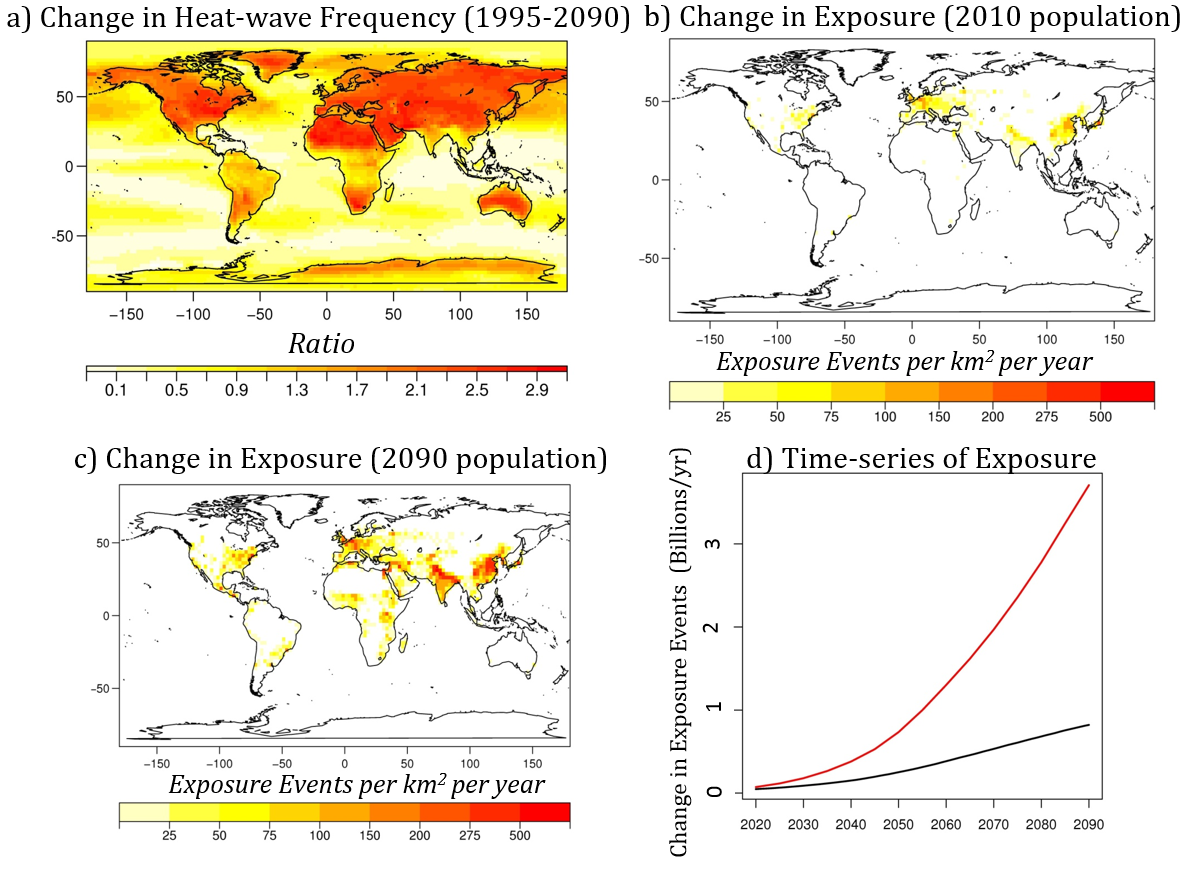 a) Change in Heat-wave Frequency (1995-2090)
50
0
-50
−150 −100 −50 0 50 100 150
Ratio
0.1 0.5 0.9 1.3 1.7 2.1 2.5 2.9
b) Change in Exposure (2010 population)
50
0
−50
−150 −100 −50 0 50 100 150
Exposure Events per km² per year
25 50 75 100 150 200 275 500
c) Change in Exposure (2090 population)
50
0
−50
−150 −100 −50 0 50 100 150
Exposure Events per km² per year
25 50 75 100 150 200 275 500
d) Time-series of Exposure
Change in Exposure Events (Billions/yr)
3
2
1
0
2020 2030 2040 2050 2060 2070 2080 2090